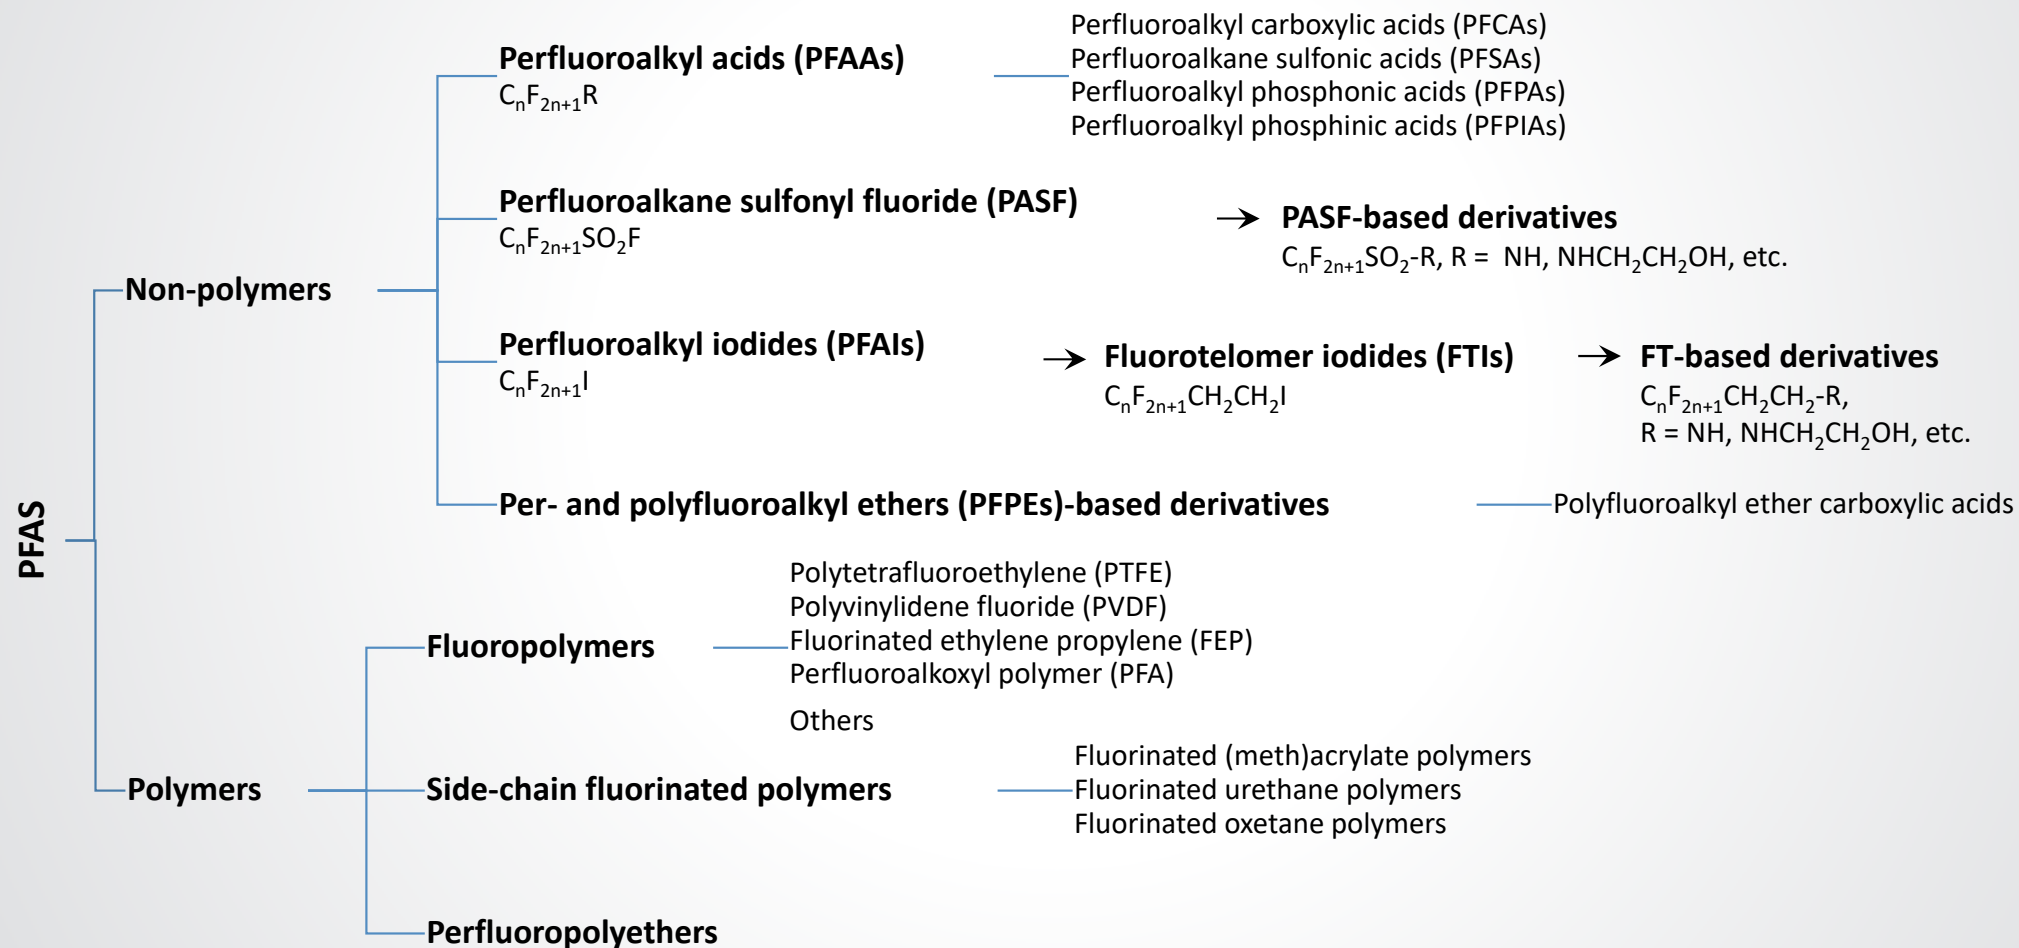 PFAS
Non-polymers
Perfluoroalkyl acids (PFAAs)
CₙF₂ₙ₊₁R
Perfluoroalkyl carboxylic acids (PFCAs)
Perfluoroalkane sulfonic acids (PFSAs)
Perfluoroalkyl phosphonic acids (PFPAs)
Perfluoroalkyl phosphinic acids (PFPIAs)
Perfluoroalkane sulfonyl fluoride (PASF)
CₙF₂ₙ₊₁SO₂F
PASF-based derivatives
CₙF₂ₙ₊₁SO₂-R, R = NH, NHCH₂CH₂OH, etc.
Perfluoroalkyl iodides (PFAIs)
CₙF₂ₙ₊₁I
Fluorotelomer iodides (FTIs)
CₙF₂ₙ₊₁CH₂CH₂I
FT-based derivatives
CₙF₂ₙ₊₁CH₂CH₂-R,
R = NH, NHCH₂CH₂OH, etc.
Per- and polyfluoroalkyl ethers (PFPEs)-based derivatives
Polyfluoroalkyl ether carboxylic acids
Polymers
Fluoropolymers
Polytetrafluoroethylene (PTFE)
Polyvinylidene fluoride (PVDF)
Fluorinated ethylene propylene (FEP)
Perfluoroalkoxyl polymer (PFA)
Others
Side-chain fluorinated polymers
Fluorinated (meth)acrylate polymers
Fluorinated urethane polymers
Fluorinated oxetane polymers
Perfluoropolyethers